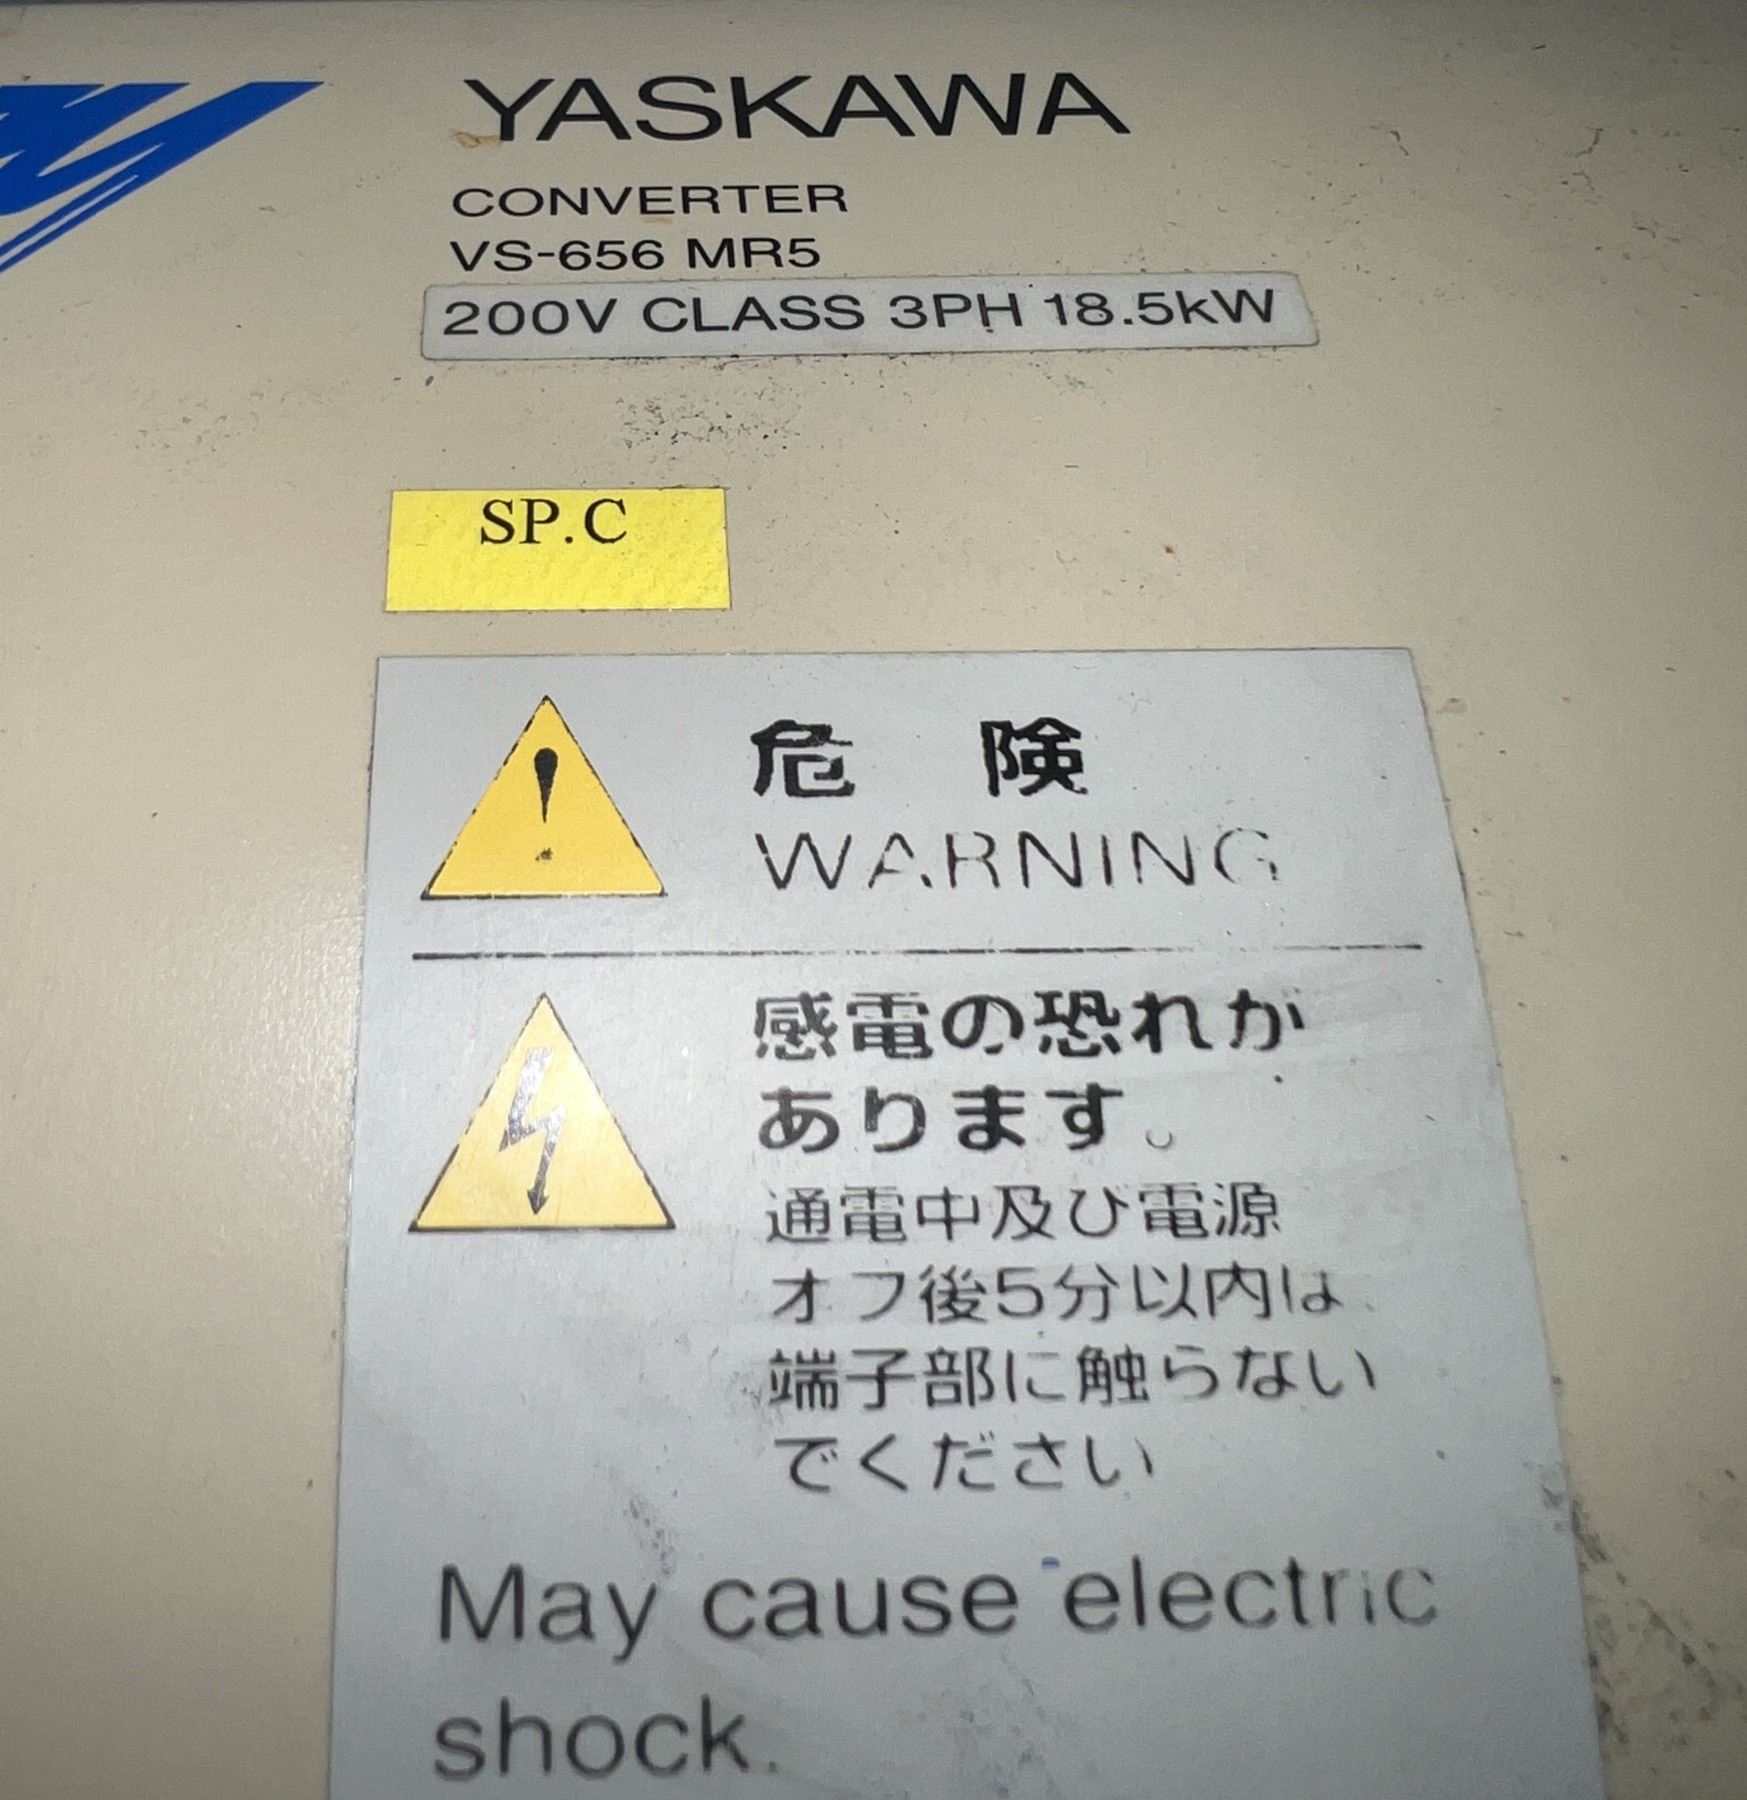 YASKAWA
CONVERTER
VS-656 MR5
200V CLASS 3PH 18.5kW
SP.C
危険
WARNING
感電の恐れが
あります。
通電中及び電源
オフ後5分以内は
端子部に触らない
でください
May cause electric
shock.